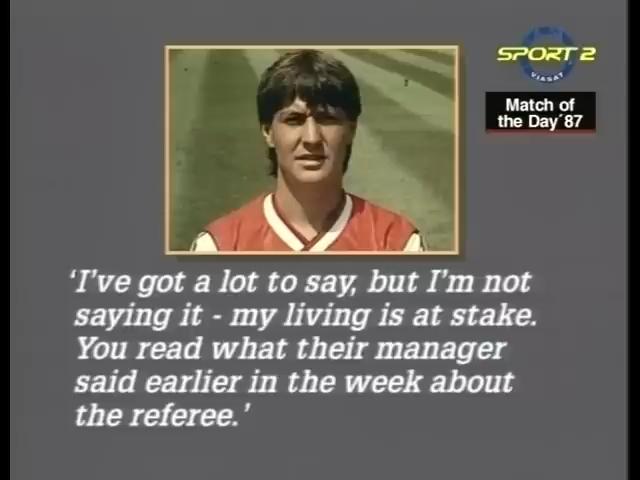 SPORT 2
VIASAT
Match of
the Day´87
‘I’ve got a lot to say, but I’m not
saying it - my living is at stake.
You read what their manager
said earlier in the week about
the referee.’